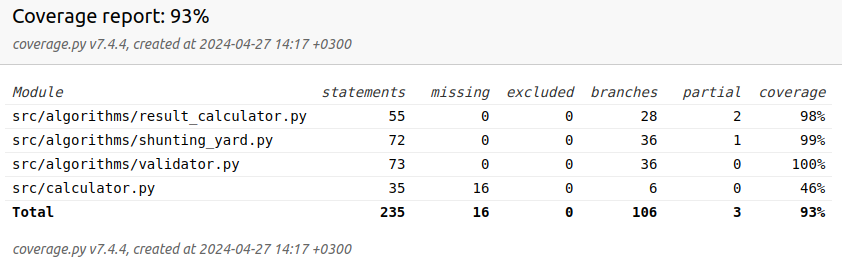 Coverage report: 93%
coverage.py v7.4.4, created at 2024-04-27 14:17 +0300
Module statements missing excluded branches partial coverage
src/algorithms/result_calculator.py 55 0 0 28 2 98%
src/algorithms/shunting_yard.py 72 0 0 36 1 99%
src/algorithms/validator.py 73 0 0 36 0 100%
src/calculator.py 35 16 0 6 0 46%
Total 235 16 0 106 3 93%
coverage.py v7.4.4, created at 2024-04-27 14:17 +0300